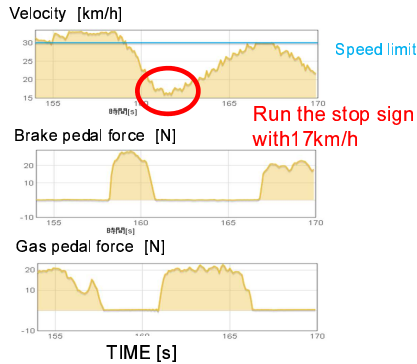 Velocity [km/h]
30
25
20
15
155
160
165
170
[s]
Speed limit
Run the stop sign
with17km/h
Brake pedal force [N]
20
0
-10
155
160
165
170
[s]
Gas pedal force [N]
20
10
0
155
160
165
170
TIME [s]